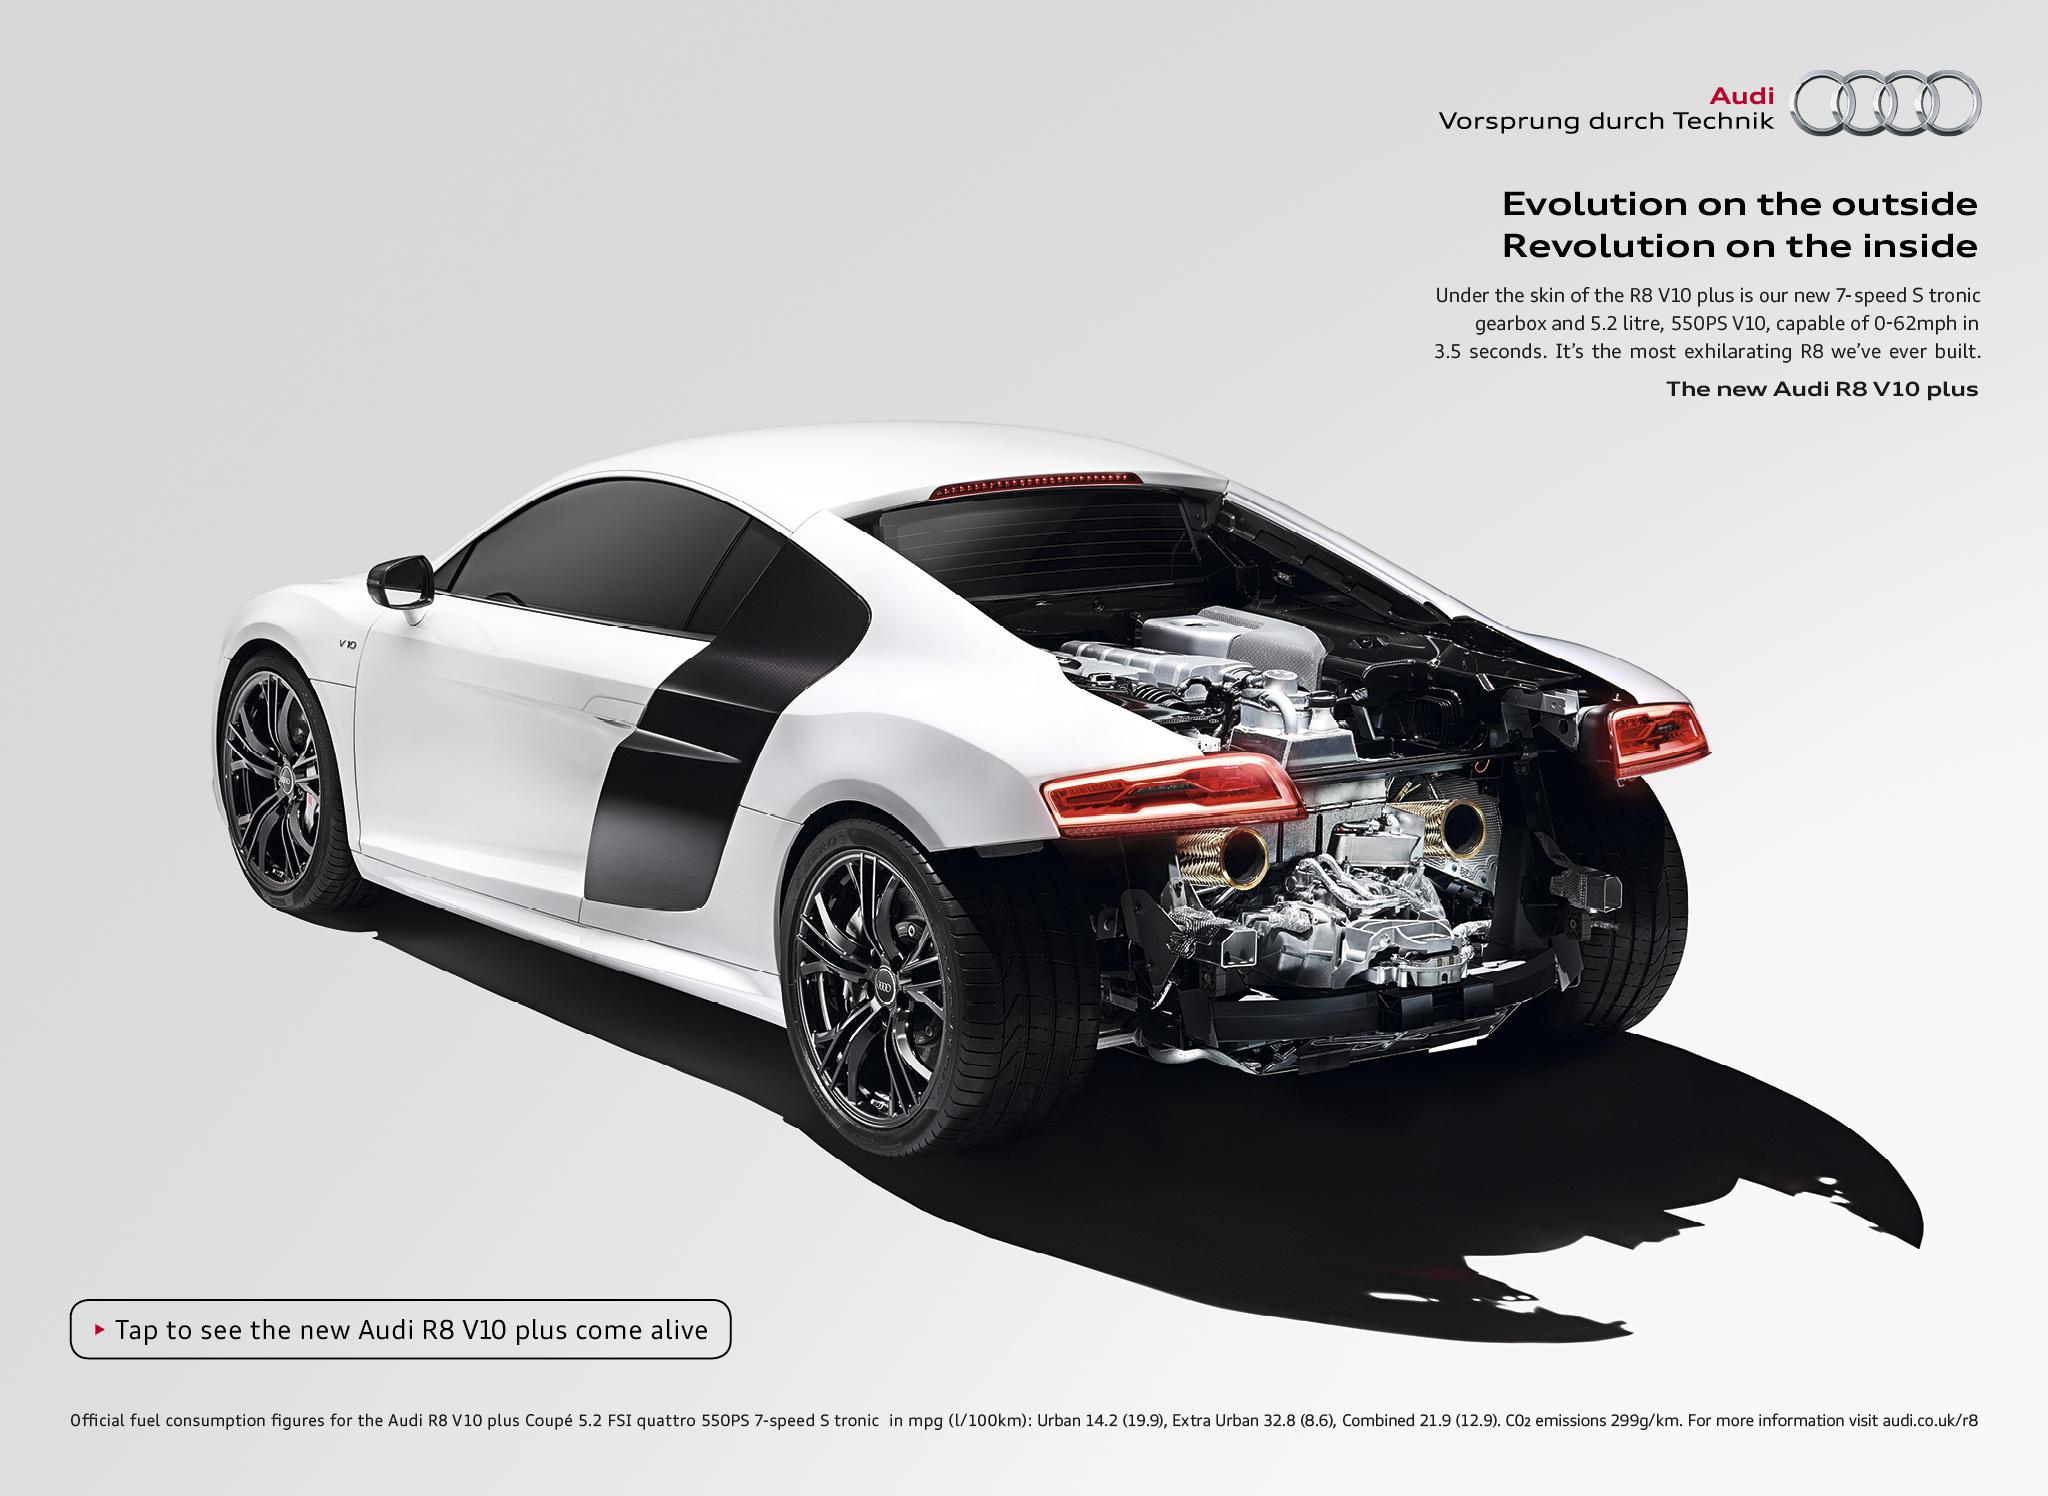 Audi
Vorsprung durch Technik
Evolution on the outside
Revolution on the inside
Under the skin of the R8 V10 plus is our new 7-speed S tronic
gearbox and 5.2 litre, 550PS V10, capable of 0-62mph in
3.5 seconds. It's the most exhilarating R8 we've ever built.
The new Audi R8 V10 plus
V10
Tap to see the new Audi R8 V10 plus come alive
Official fuel consumption figures for the Audi R8 V10 plus Coupé 5.2 FSI quattro 550PS 7-speed S tronic in mpg (l/100km): Urban 14.2 (19.9), Extra Urban 32.8 (8.6), Combined 21.9 (12.9). CO₂ emissions 299g/km. For more information visit audi.co.uk/r8